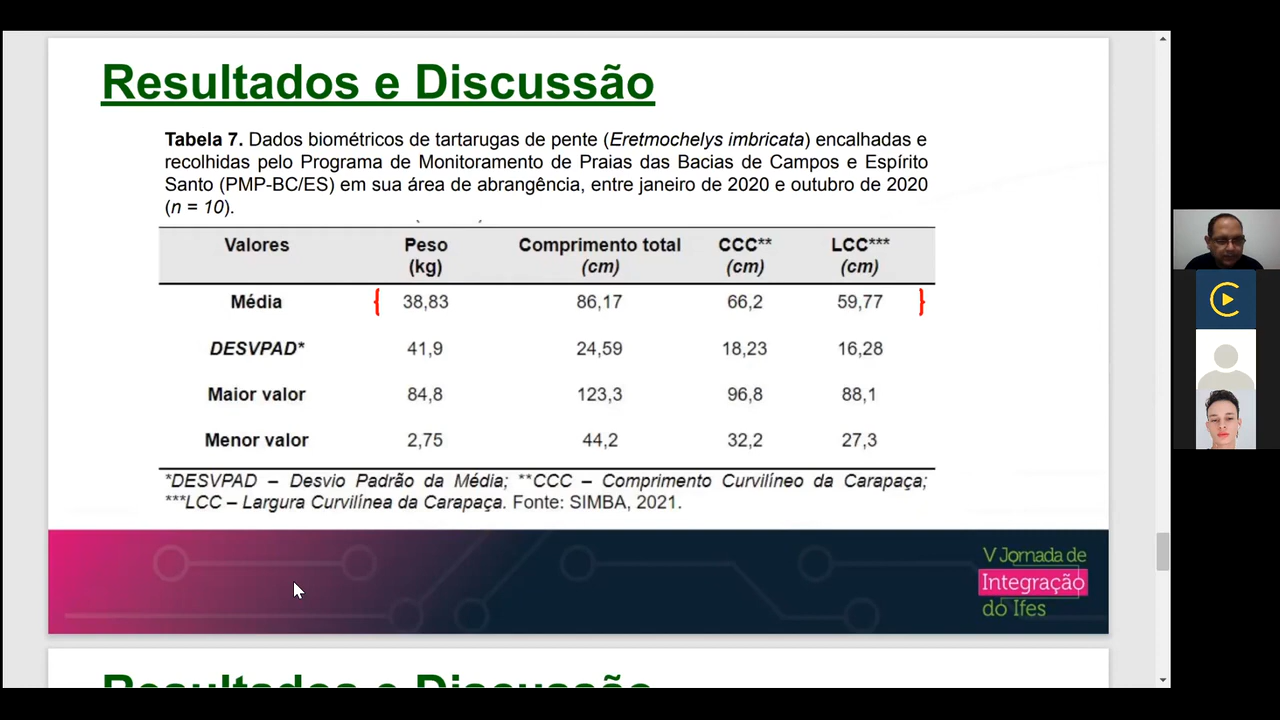 Resultados e Discussão
Tabela 7. Dados biométricos de tartarugas de pente (Eretmochelys imbricata) encalhadas e
recolhidas pelo Programa de Monitoramento de Praias das Bacias de Campos e Espírito
Santo (PMP-BC/ES) em sua área de abrangência, entre janeiro de 2020 e outubro de 2020
(n = 10).
Valores Peso (kg) Comprimento total (cm) CCC** (cm) LCC*** (cm)
Média { 38,83 86,17 66,2 59,77 }
DESVPAD* 41,9 24,59 18,23 16,28
Maior valor 84,8 123,3 96,8 88,1
Menor valor 2,75 44,2 32,2 27,3
*DESVPAD – Desvio Padrão da Média; **CCC – Comprimento Curvilíneo da Carapaça;
***LCC – Largura Curvilínea da Carapaça. Fonte: SIMBA, 2021.
V Jornada de
Integração
do Ifes
Resultados e Discussão